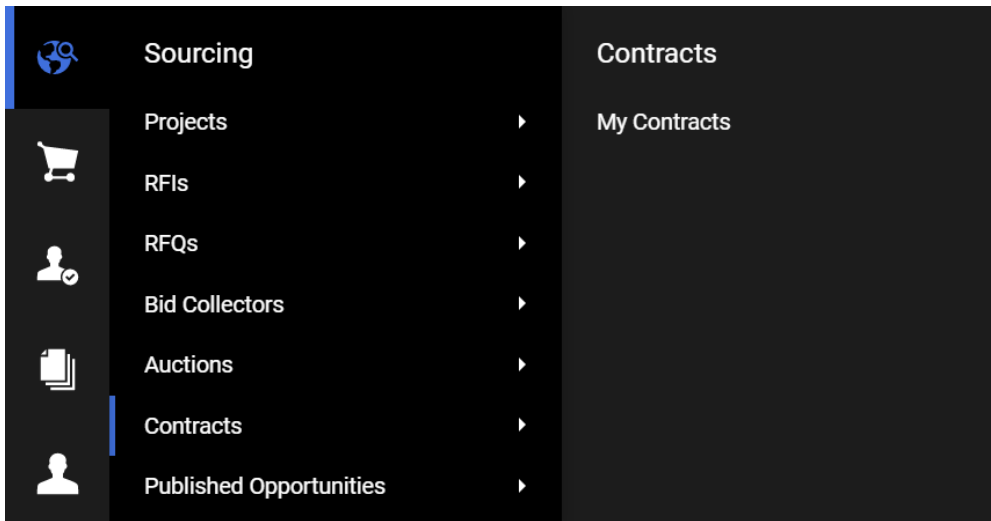 Sourcing
Projects
RFIs
RFQs
Bid Collectors
Auctions
Contracts
Published Opportunities
Contracts
My Contracts